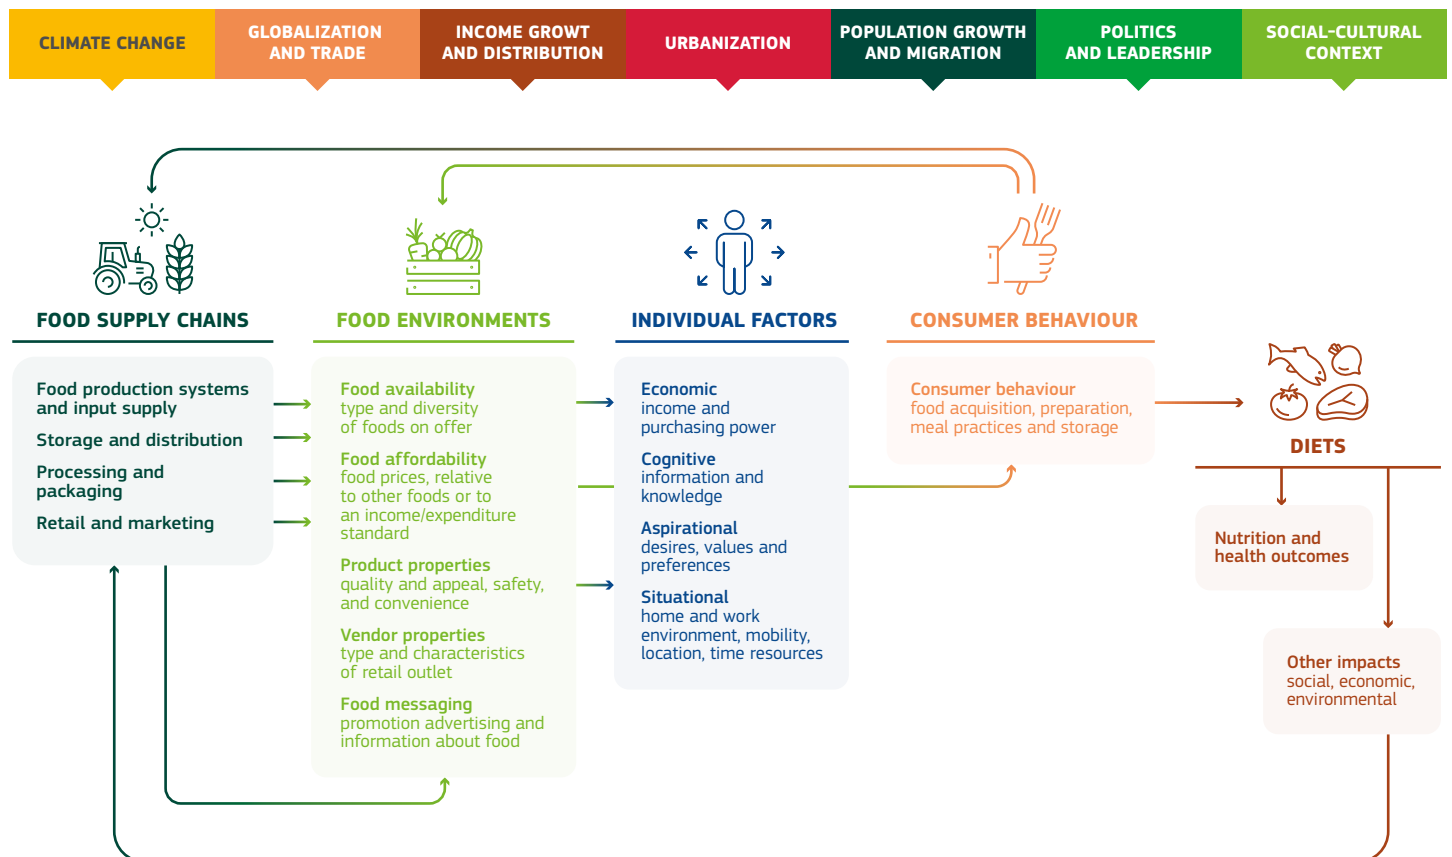 CLIMATE CHANGE
GLOBALIZATION
AND TRADE
INCOME GROWT
AND DISTRIBUTION
URBANIZATION
POPULATION GROWTH
AND MIGRATION
POLITICS
AND LEADERSHIP
SOCIAL-CULTURAL
CONTEXT
FOOD SUPPLY CHAINS
Food production systems
and input supply
Storage and distribution
Processing and
packaging
Retail and marketing
FOOD ENVIRONMENTS
Food availability
type and diversity
of foods on offer
Food affordability
food prices, relative
to other foods or to
an income/expenditure
standard
Product properties
quality and appeal, safety,
and convenience
Vendor properties
type and characteristics
of retail outlet
Food messaging
promotion advertising and
information about food
INDIVIDUAL FACTORS
Economic
income and
purchasing power
Cognitive
information and
knowledge
Aspirational
desires, values and
preferences
Situational
home and work
environment, mobility,
location, time resources
CONSUMER BEHAVIOUR
Consumer behaviour
food acquisition, preparation,
meal practices and storage
DIETS
Nutrition and
health outcomes
Other impacts
social, economic,
environmental